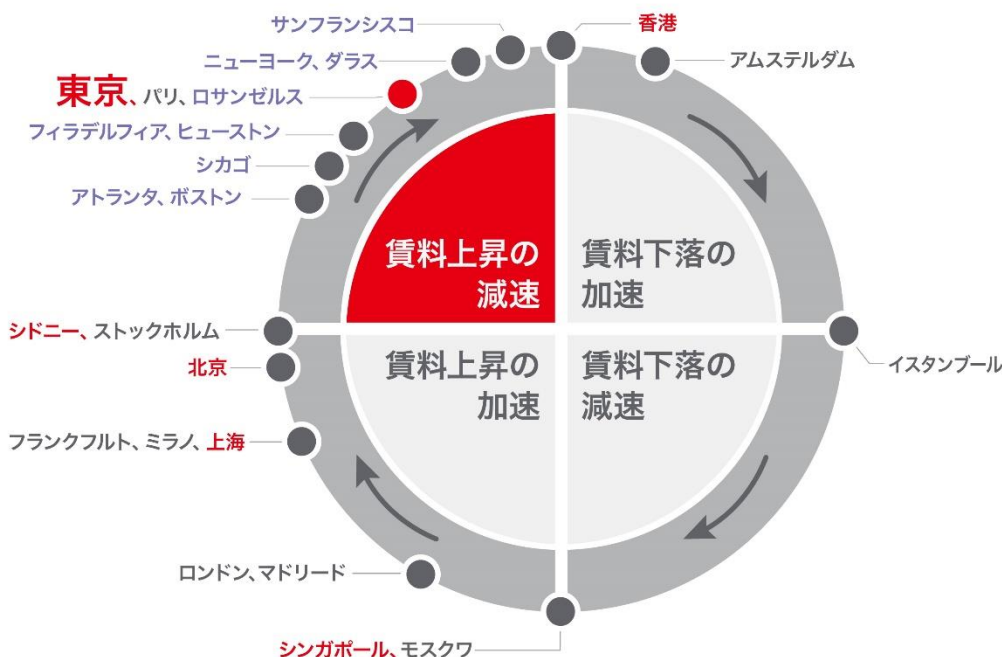 サンフランシスコ
香港
ニューヨーク、ダラス
アムステルダム
東京、パリ、ロサンゼルス
フィラデルフィア、ヒューストン
シカゴ
アトランタ、ボストン
賃料上昇の
減速
賃料下落の
加速
シドニー、ストックホルム
北京
イスタンブール
賃料上昇の
加速
賃料下落の
減速
フランクフルト、ミラノ、上海
ロンドン、マドリード
シンガポール、モスクワ